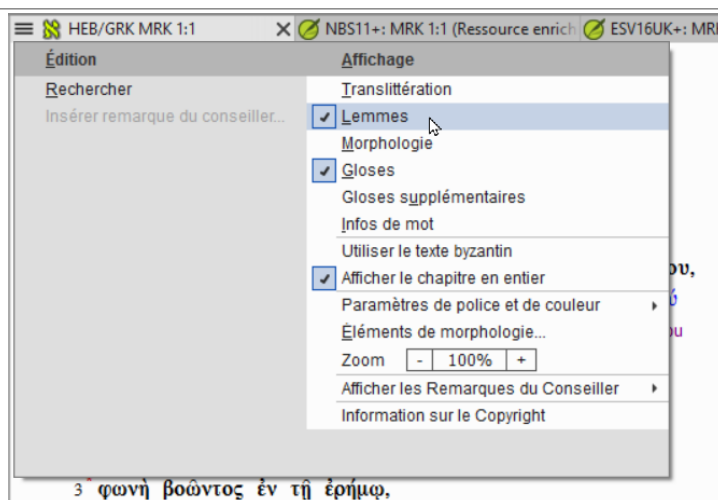 HEB/GRK MRK 1:1
NBS11+: MRK 1:1 (Ressource enrich
ESV16UK+: MRK
Édition
Rechercher
Insérer remarque du conseiller...
Affichage
Translittération
Lemmes
Morphologie
Gloses
Gloses supplémentaires
Infos de mot
Utiliser le texte byzantin
Afficher le chapitre en entier
Paramètres de police et de couleur
Éléments de morphologie...
Zoom - 100% +
Afficher les Remarques du Conseiller
Information sur le Copyright
ου,
ύ
ου
3 φωνὴ βοῶντος ἐν τῇ ἐρήμῳ,